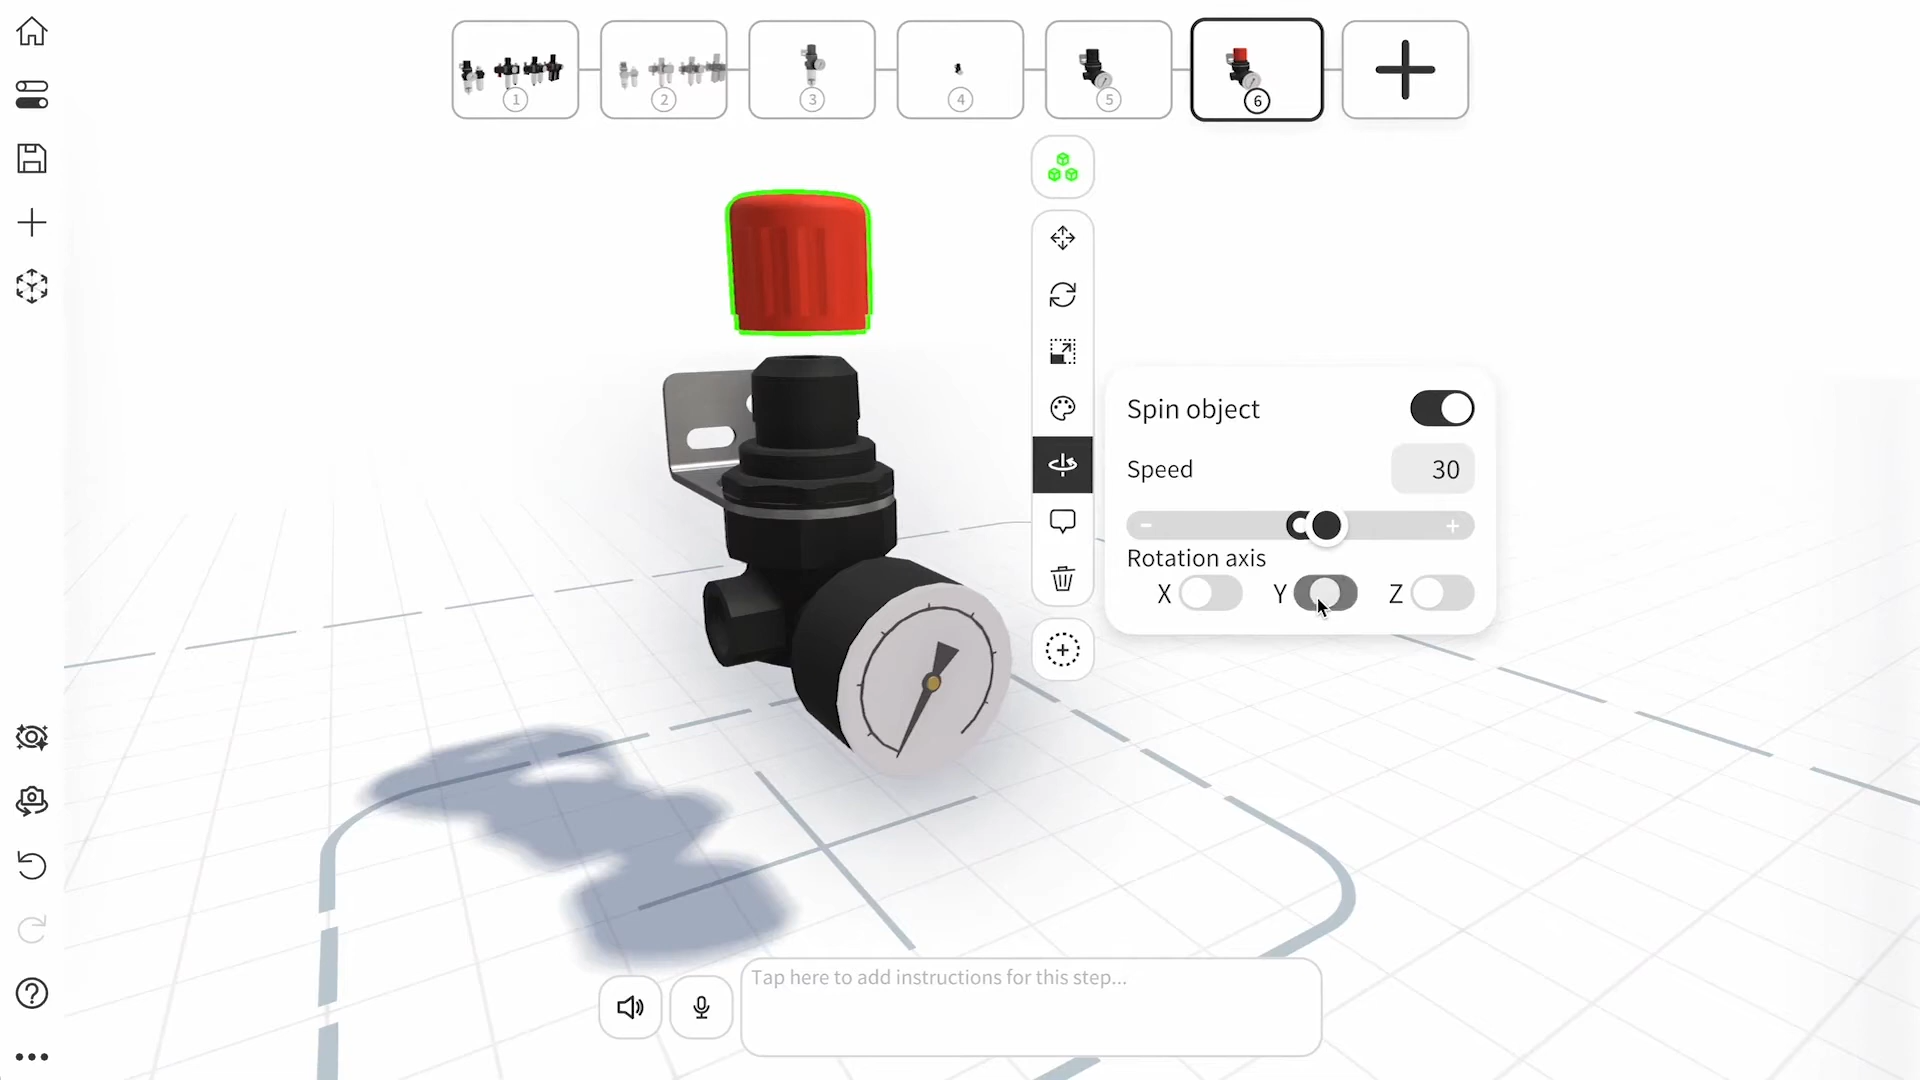 1
2
3
4
5
6
Spin object
Speed
30
Rotation axis
X
Y
Z
Tap here to add instructions for this step...